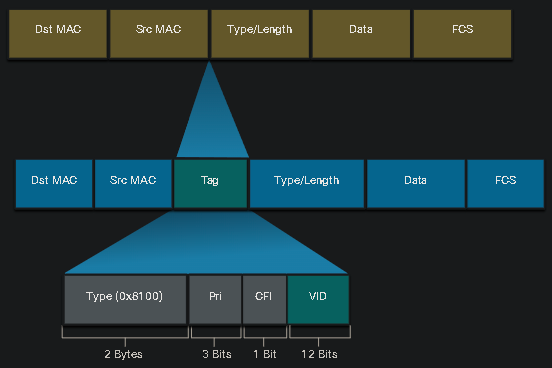 Dst MAC Src MAC Type/Length Data FCS
Dst MAC Src MAC Tag Type/Length Data FCS
Type (0x8100) Pri CFI VID
2 Bytes 3 Bits 1 Bit 12 Bits